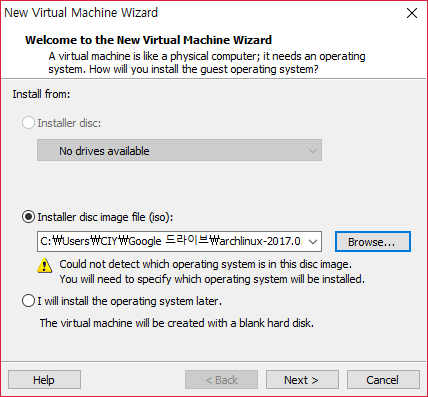 New Virtual Machine Wizard
Welcome to the New Virtual Machine Wizard
A virtual machine is like a physical computer; it needs an operating
system. How will you install the guest operating system?
Install from:
Installer disc:
No drives available
Installer disc image file (iso):
C:₩Users₩CIY₩Google 드라이브₩archlinux-2017.0
Browse...
Could not detect which operating system is in this disc image.
You will need to specify which operating system will be installed.
I will install the operating system later.
The virtual machine will be created with a blank hard disk.
Help
< Back
Next >
Cancel